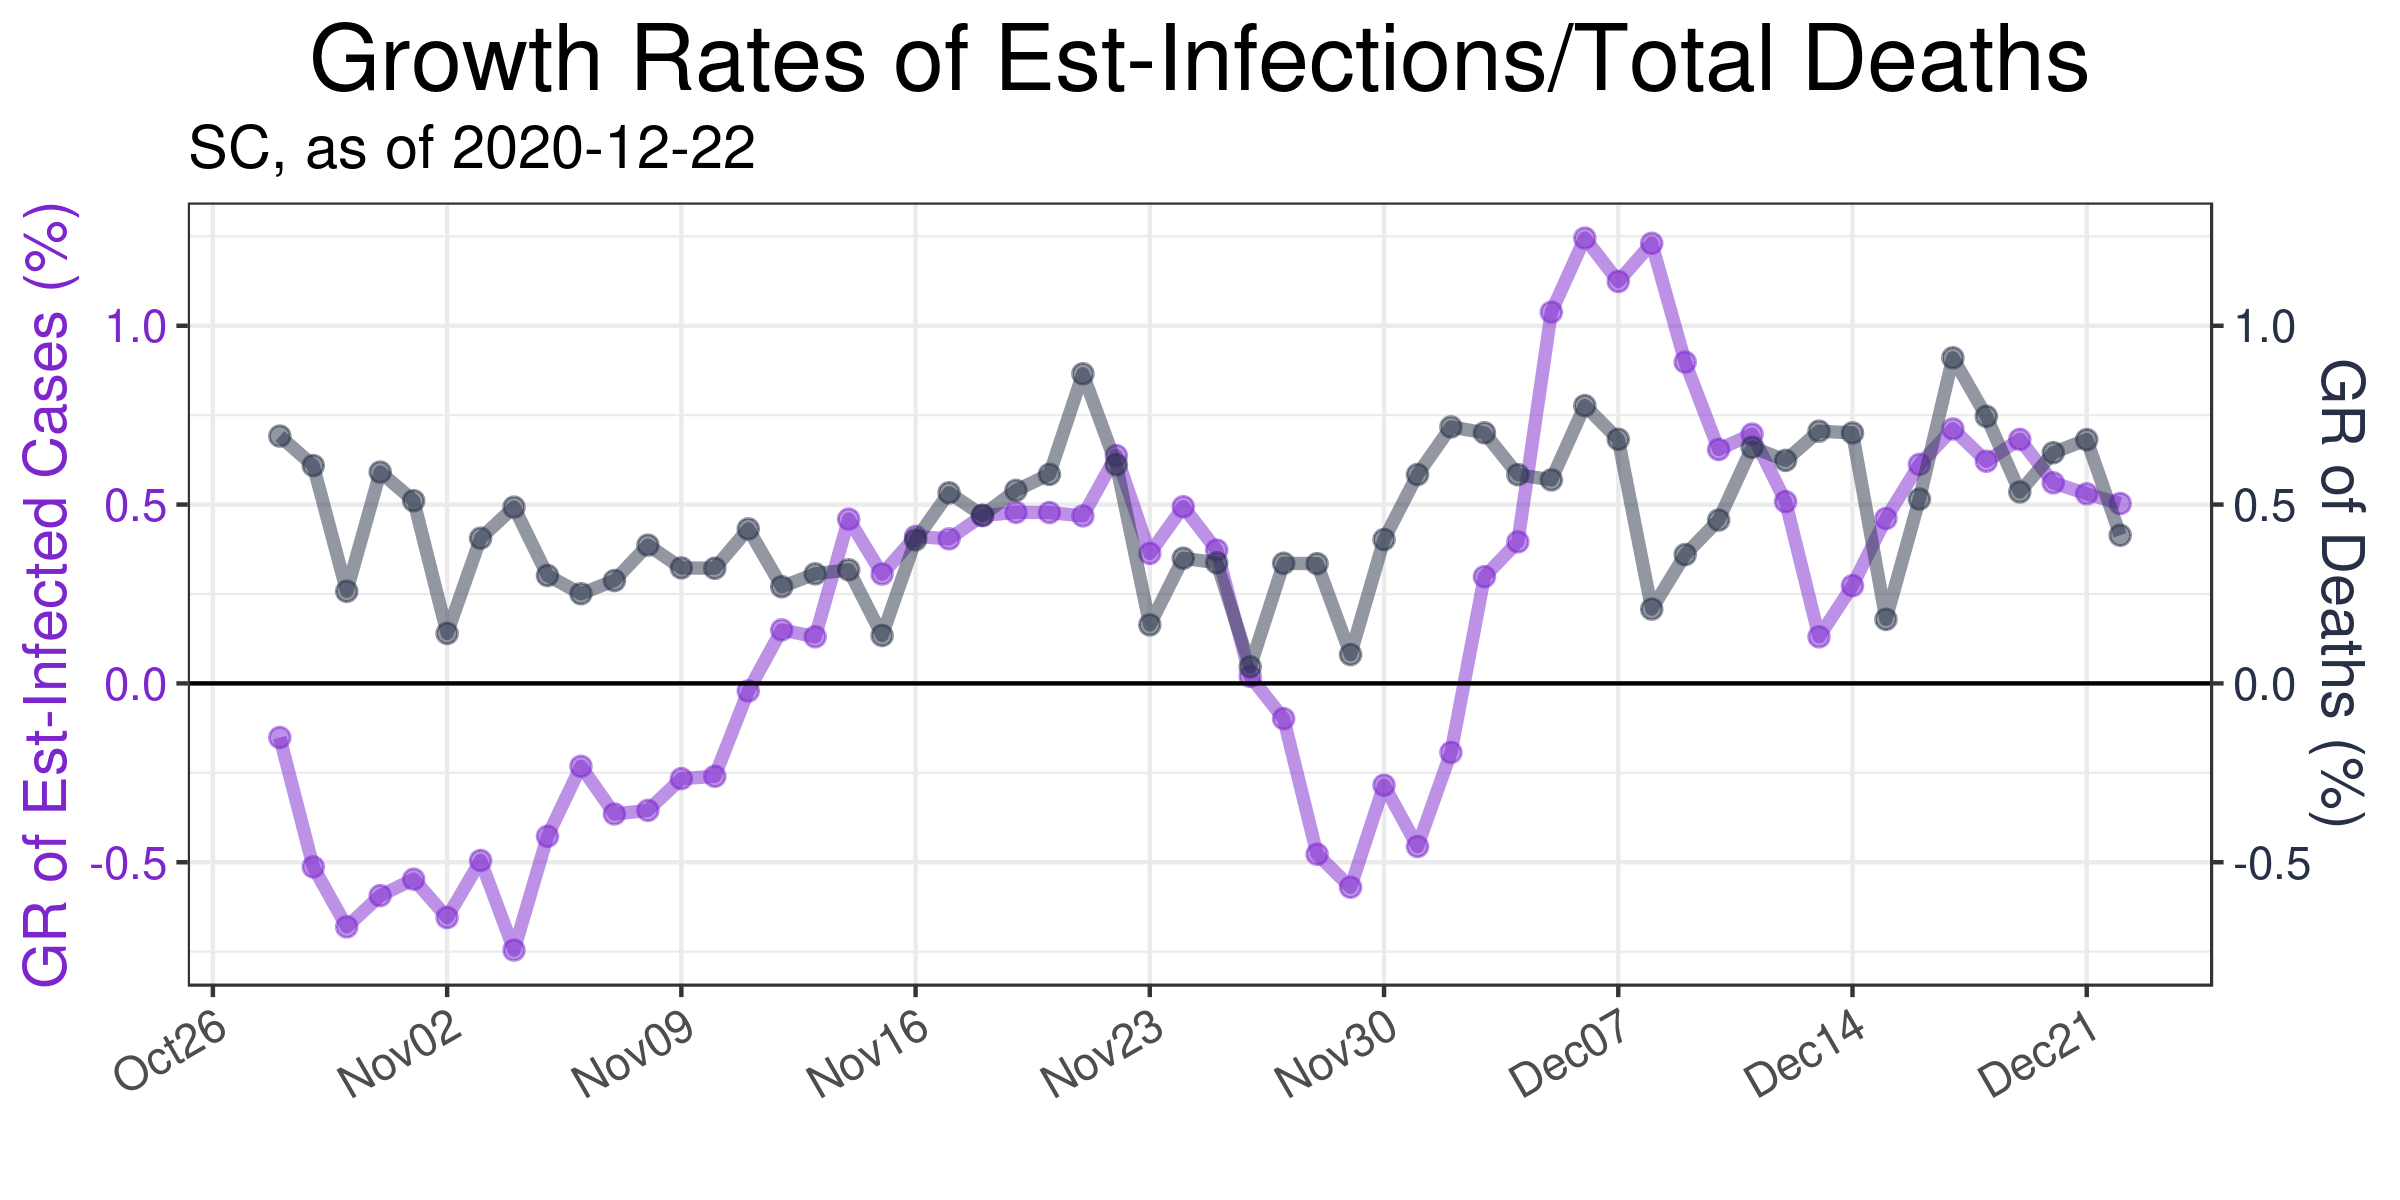 Growth Rates of Est-Infections/Total Deaths
SC, as of 2020-12-22
GR of Est-Infected Cases (%)
1.0
0.5
0.0
-0.5
1.0
0.5
0.0
-0.5
GR of Deaths (%)
Oct26
Nov02
Nov09
Nov16
Nov23
Nov30
Dec07
Dec14
Dec21